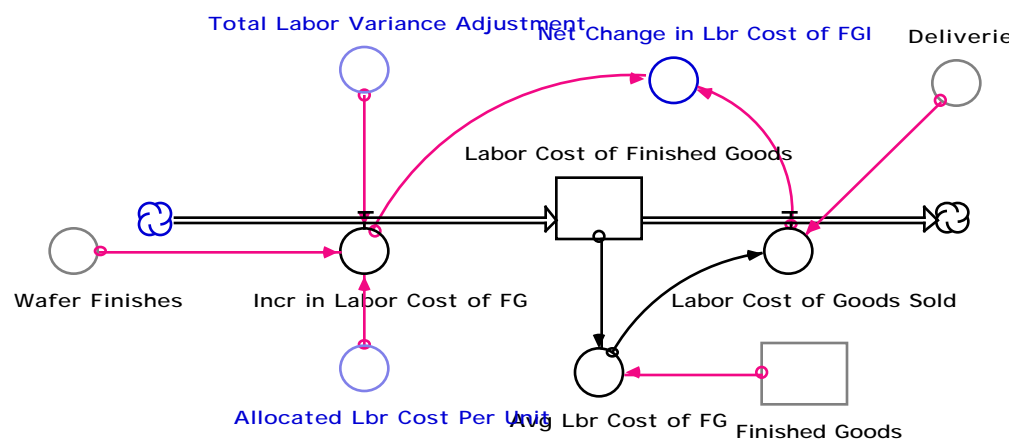 Total Labor Variance Adjustment
Net Change in Lbr Cost of FGI
Deliverie
Labor Cost of Finished Goods
Wafer Finishes
Incr in Labor Cost of FG
Labor Cost of Goods Sold
Allocated Lbr Cost Per Unit
Avg Lbr Cost of FG
Finished Goods